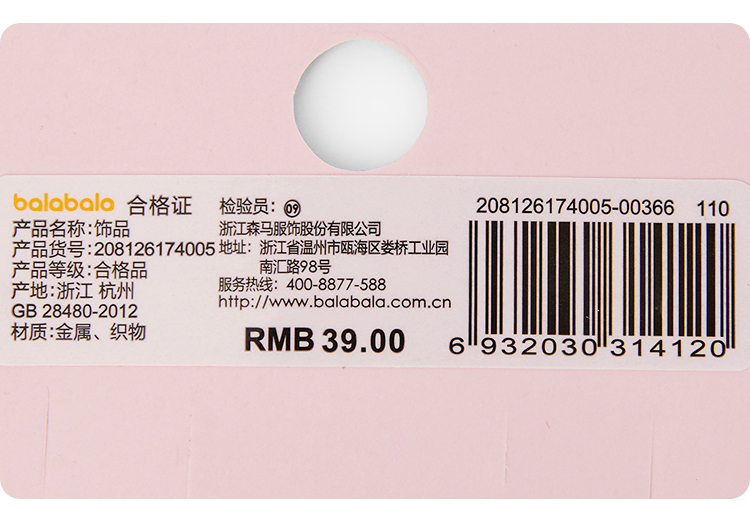 balabala 合格证
产品名称:饰品
产品货号:208126174005
产品等级:合格品
产地:浙江 杭州
GB 28480-2012
材质:金属、织物
检验员:09
浙江森马服饰股份有限公司
地址:浙江省温州市瓯海区娄桥工业园
南汇路98号
服务热线:400-8877-588
http://www.balabala.com.cn
RMB 39.00
208126174005-00366 110
6 932030 314120